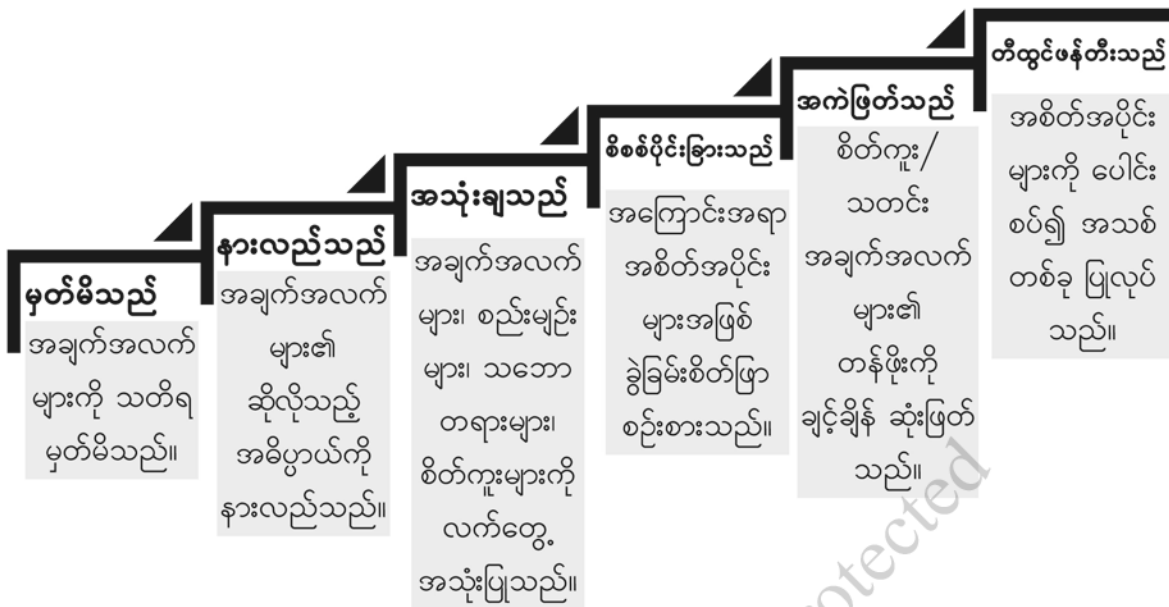 မှတ်မိသည်
အချက်အလက်
များကို သတိရ
မှတ်မိသည်။
နားလည်သည်
အချက်အလက်
များ၏
ဆိုလိုသည့်
အဓိပ္ပာယ်ကို
နားလည်သည်။
အသုံးချသည်
အချက်အလက်
များ၊ စည်းမျဉ်း
များ၊ သဘော
တရားများ၊
စိတ်ကူးများကို
လက်တွေ့
အသုံးပြုသည်။
စိစစ်ပိုင်းခြားသည်
အကြောင်းအရာ
အစိတ်အပိုင်း
များအဖြစ်
ခွဲခြမ်းစိတ်ဖြာ
စဉ်းစားသည်။
အကဲဖြတ်သည်
စိတ်ကူး/
သတင်း
အချက်အလက်
များ၏
တန်ဖိုးကို
ချင့်ချိန် ဆုံးဖြတ်
သည်။
တီထွင်ဖန်တီးသည်
အစိတ်အပိုင်း
များကို ပေါင်း
စပ်၍ အသစ်
တစ်ခု ပြုလုပ်
သည်။